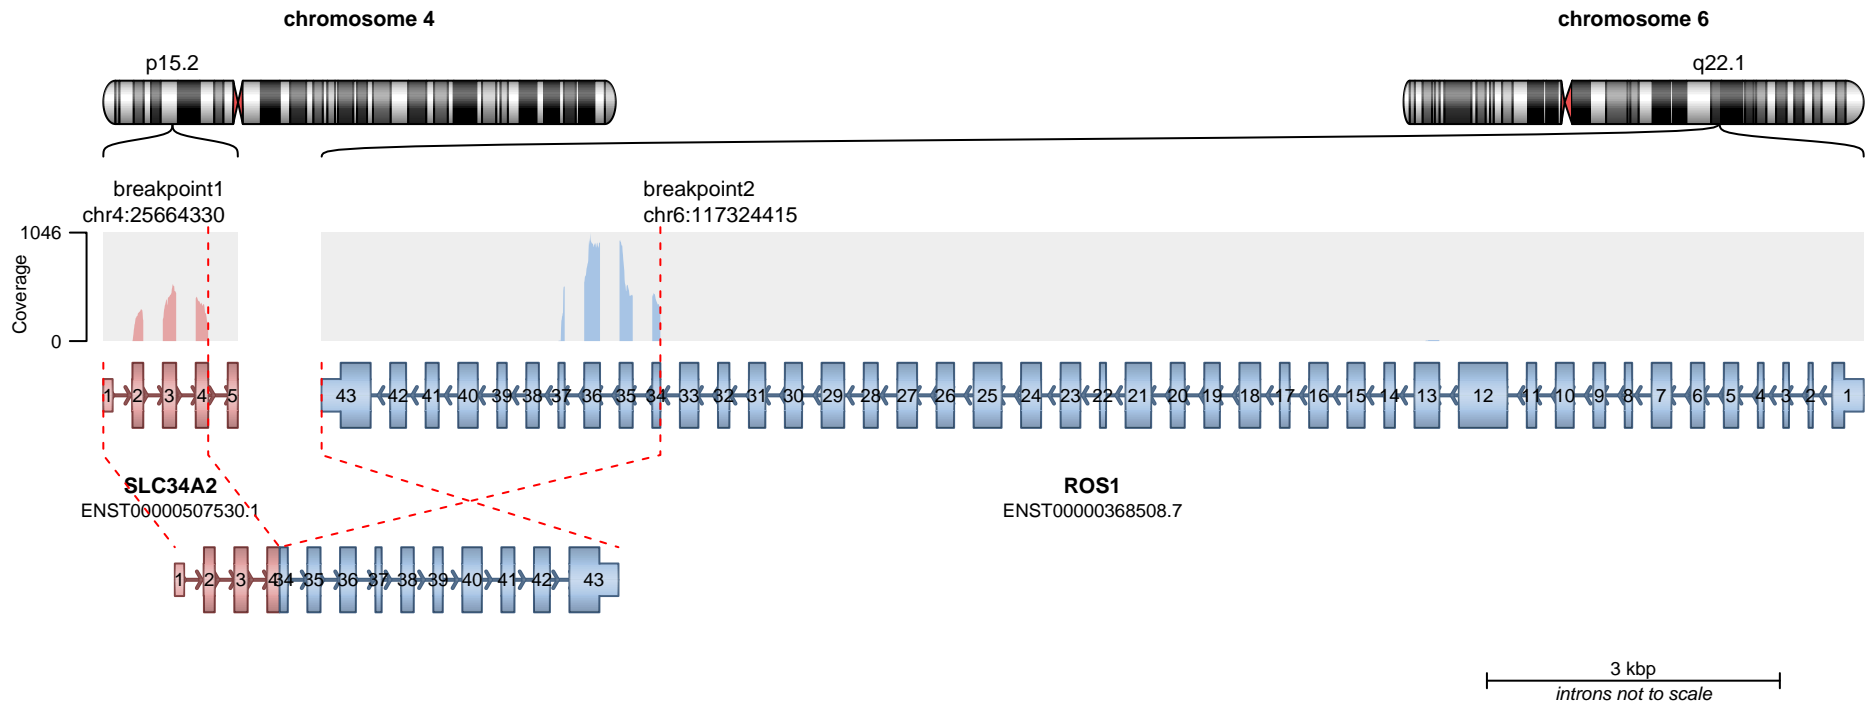 chromosome 4
chromosome 6
p15.2
q22.1
breakpoint1
chr4:25664330
breakpoint2
chr6:117324415
1046
Coverage
0
1 2 3 4 5
43 42 41 40 39 38 37 36 35 34 33 32 31 30 29 28 27 26 25 24 23 22 21 20 19 18 17 16 15 14 13 12 11 10 9 8 7 6 5 4 3 2 1
SLC34A2
ENST00000507530.1
ROS1
ENST00000368508.7
1 2 3 4 34 35 36 37 38 39 40 41 42 43
3 kbp
introns not to scale